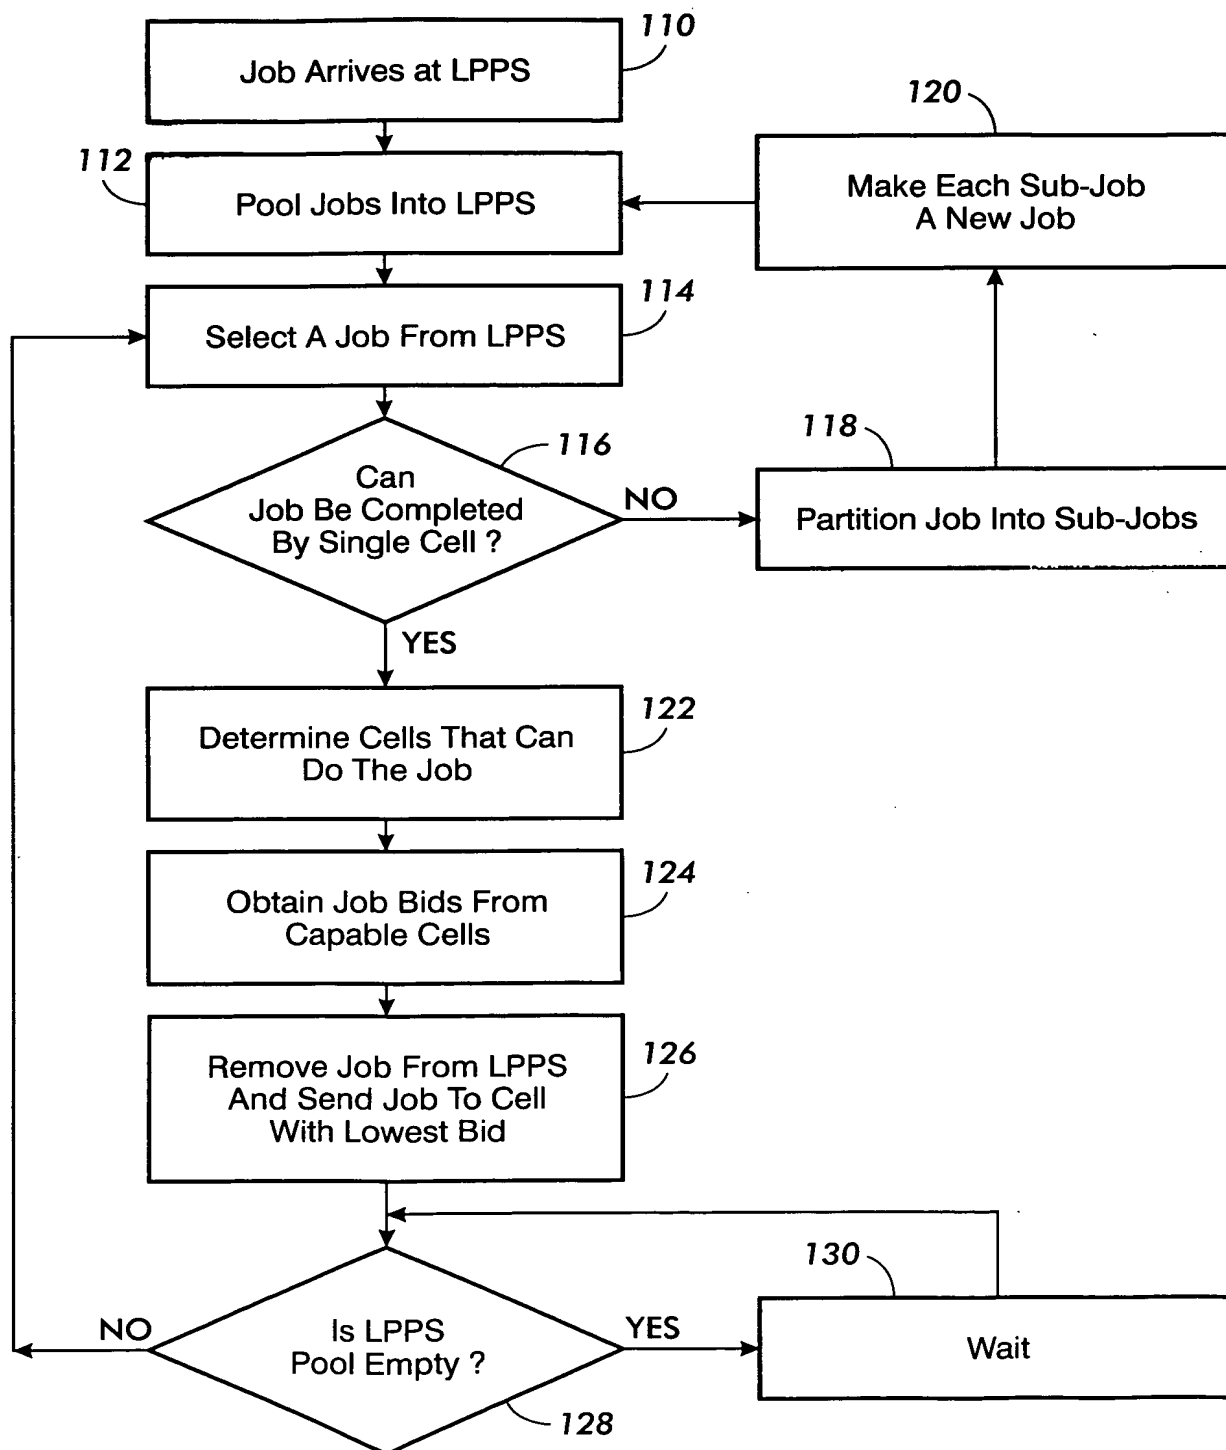 110
Job Arrives at LPPS
120
112
Pool Jobs Into LPPS
Make Each Sub-Job
A New Job
114
Select A Job From LPPS
116
Can
Job Be Completed
By Single Cell ?
NO
118
Partition Job Into Sub-Jobs
YES
122
Determine Cells That Can
Do The Job
124
Obtain Job Bids From
Capable Cells
126
Remove Job From LPPS
And Send Job To Cell
With Lowest Bid
130
NO
Is LPPS
Pool Empty ?
YES
Wait
128